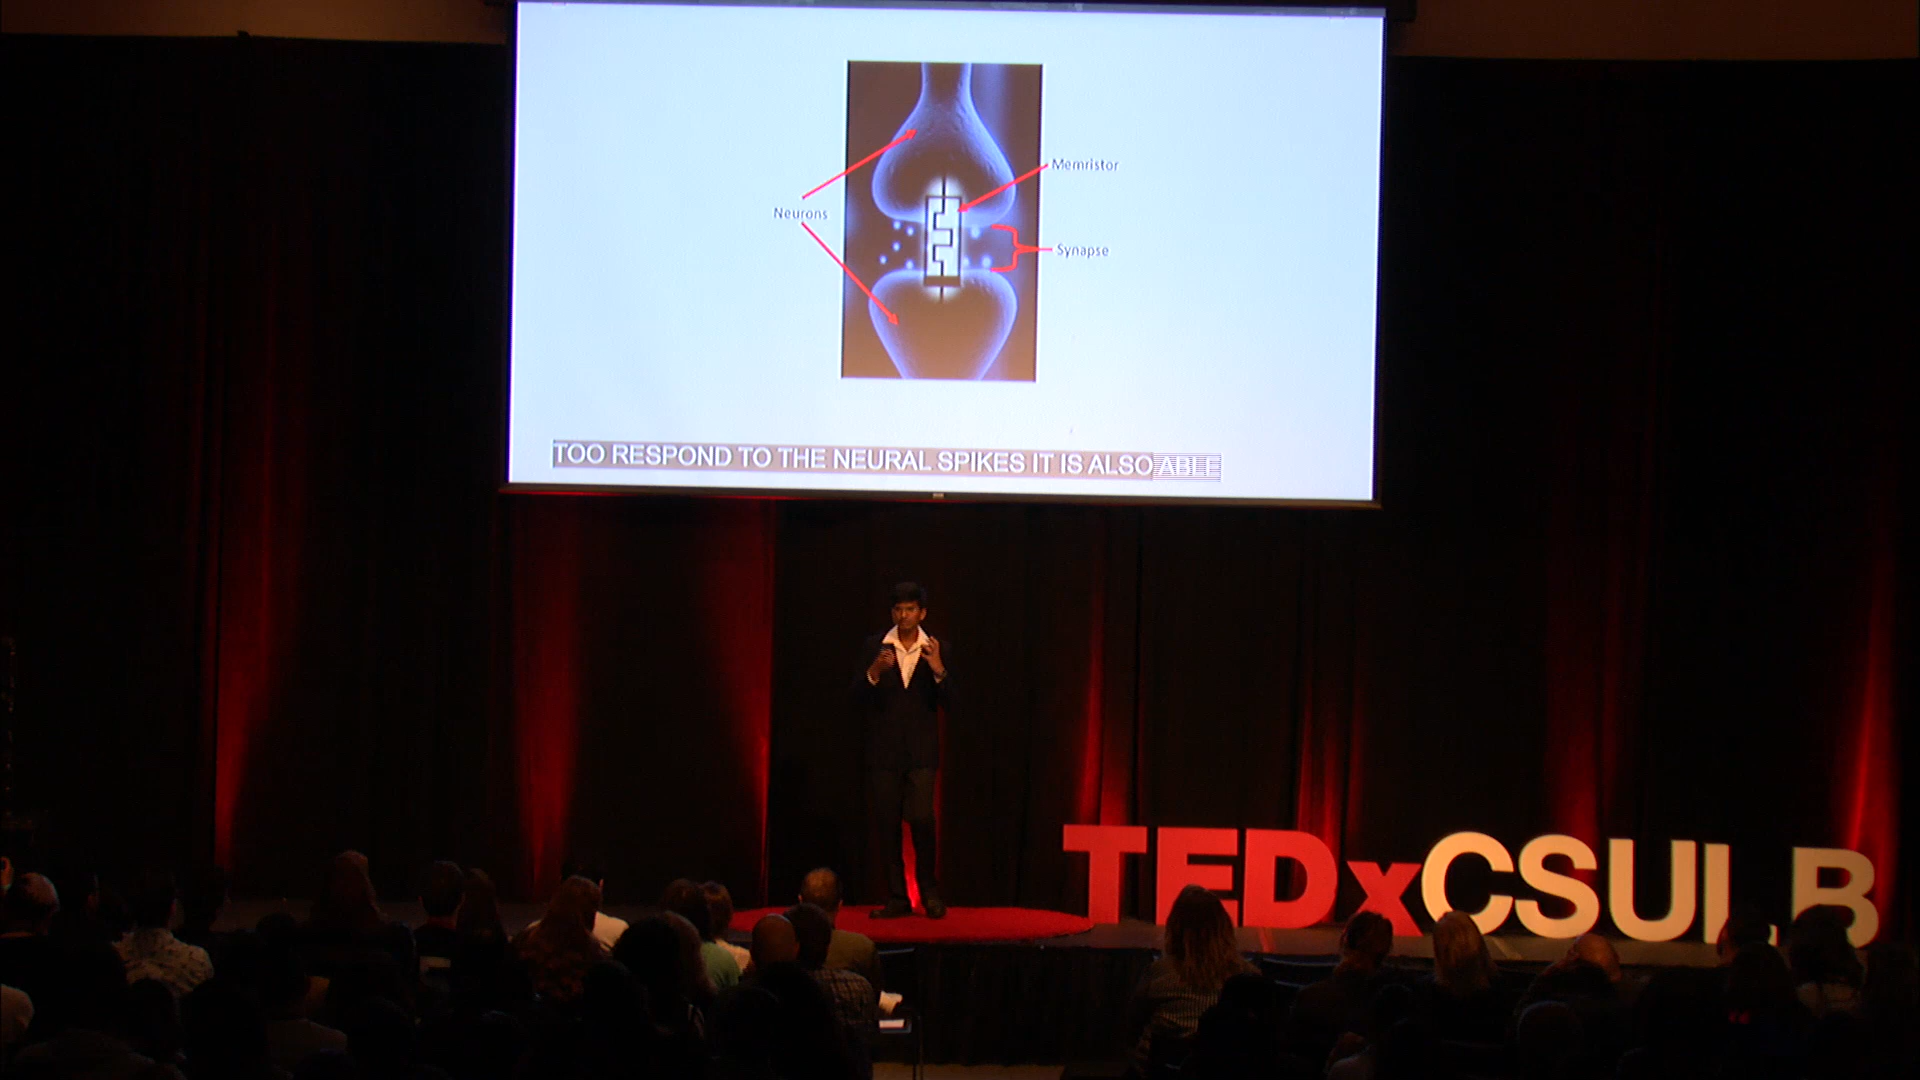 Memristor
Neurons
Synapse
TOO RESPOND TO THE NEURAL SPIKES IT IS ALSO ABLE
TEDxCSULB